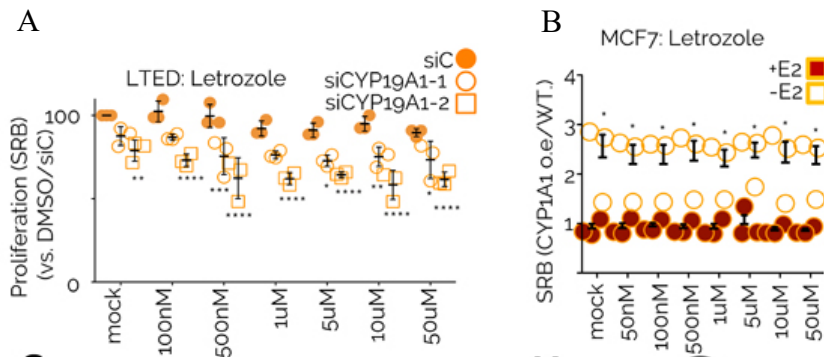 A
LTED: Letrozole
siC
siCYP19A1-1
siCYP19A1-2
Proliferation (SRB)
(vs. DMSO/siC)
100
0
** **** *** **** **** * **** ** **** * ****
mock
100nM
500nM
1uM
5uM
10uM
50uM
B
MCF7: Letrozole
+E2
-E2
SRB (CYP1A1 o.e/WT.)
4
3
2
1
0
* * * * * * * *
mock
50nM
100nM
500nM
1uM
5uM
10uM
50uM